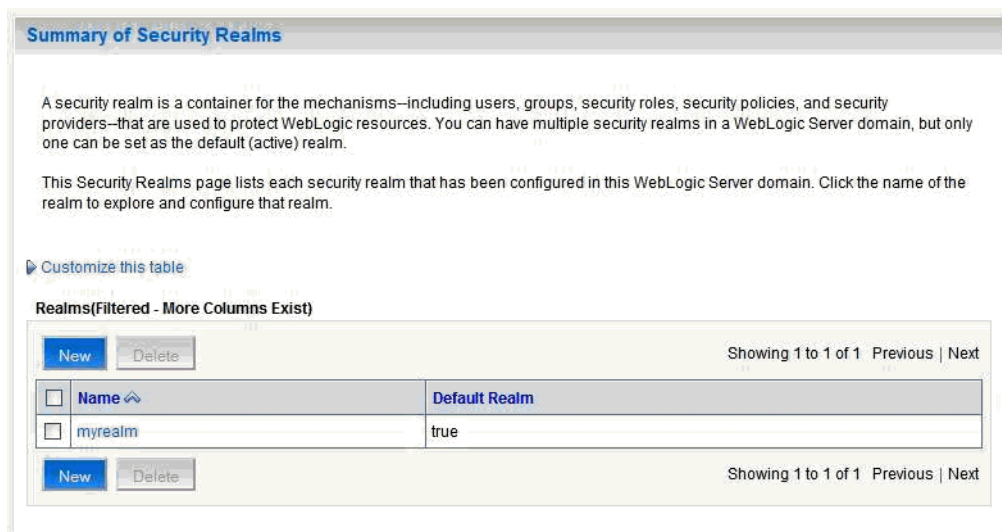 Summary of Security Realms
A security realm is a container for the mechanisms--including users, groups, security roles, security policies, and security
providers--that are used to protect WebLogic resources. You can have multiple security realms in a WebLogic Server domain, but only
one can be set as the default (active) realm.
This Security Realms page lists each security realm that has been configured in this WebLogic Server domain. Click the name of the
realm to explore and configure that realm.
Customize this table
Realms(Filtered - More Columns Exist)
New Delete Showing 1 to 1 of 1 Previous | Next
Name Default Realm
myrealm true
New Delete Showing 1 to 1 of 1 Previous | Next